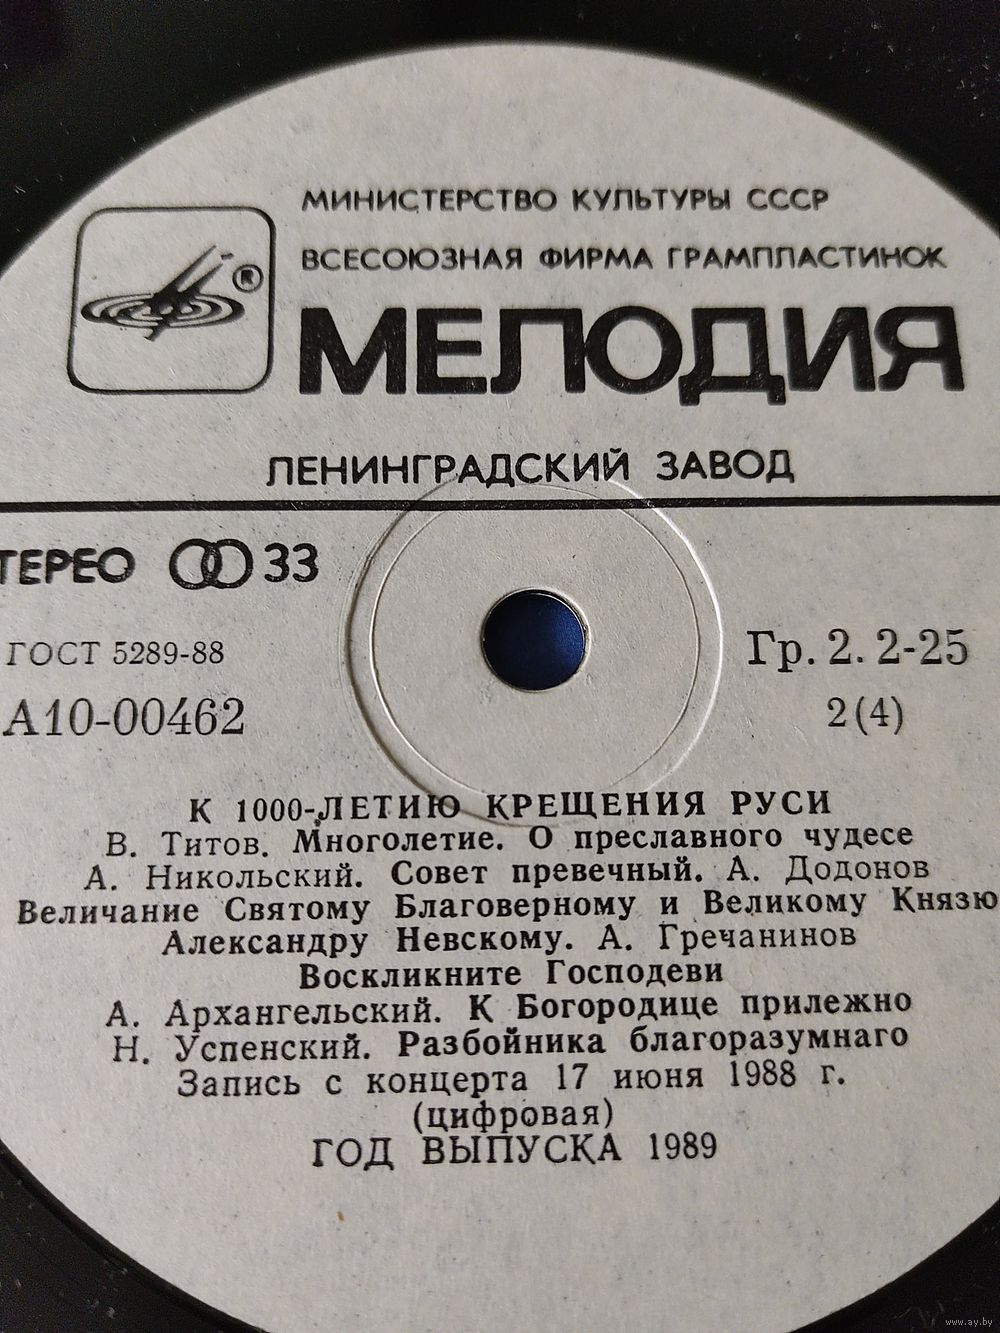 МИНИСТЕРСТВО КУЛЬТУРЫ СССР
ВСЕСОЮЗНАЯ ФИРМА ГРАМПЛАСТИНОК
®
МЕЛОДИЯ
ЛЕНИНГРАДСКИЙ ЗАВОД
ТЕРЕО 33
ГОСТ 5289-88
Гр. 2. 2-25
А10-00462
2(4)
К 1000-ЛЕТИЮ КРЕЩЕНИЯ РУСИ
В. Титов. Многолетие. О преславного чудесе
А. Никольский. Совет превечный. А. Додонов
Величание Святому Благоверному и Великому Князю
Александру Невскому. А. Гречанинов
Воскликните Господеви
А. Архангельский. К Богородице прилежно
Н. Успенский. Разбойника благоразумнаго
Запись с концерта 17 июня 1988 г.
(цифровая)
ГОД ВЫПУСКА 1989
www.ay.by